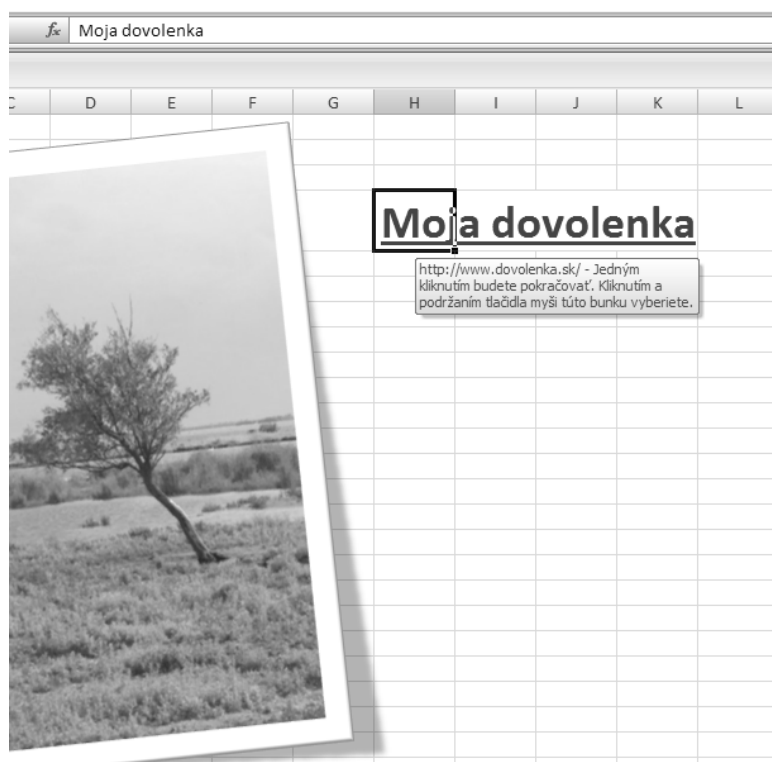 fx Moja dovolenka
C D E F G H I J K L
Moja dovolenka
http://www.dovolenka.sk/ - Jedným
kliknutím budete pokračovať. Kliknutím a
podržaním tlačidla myši túto bunku vyberiete.